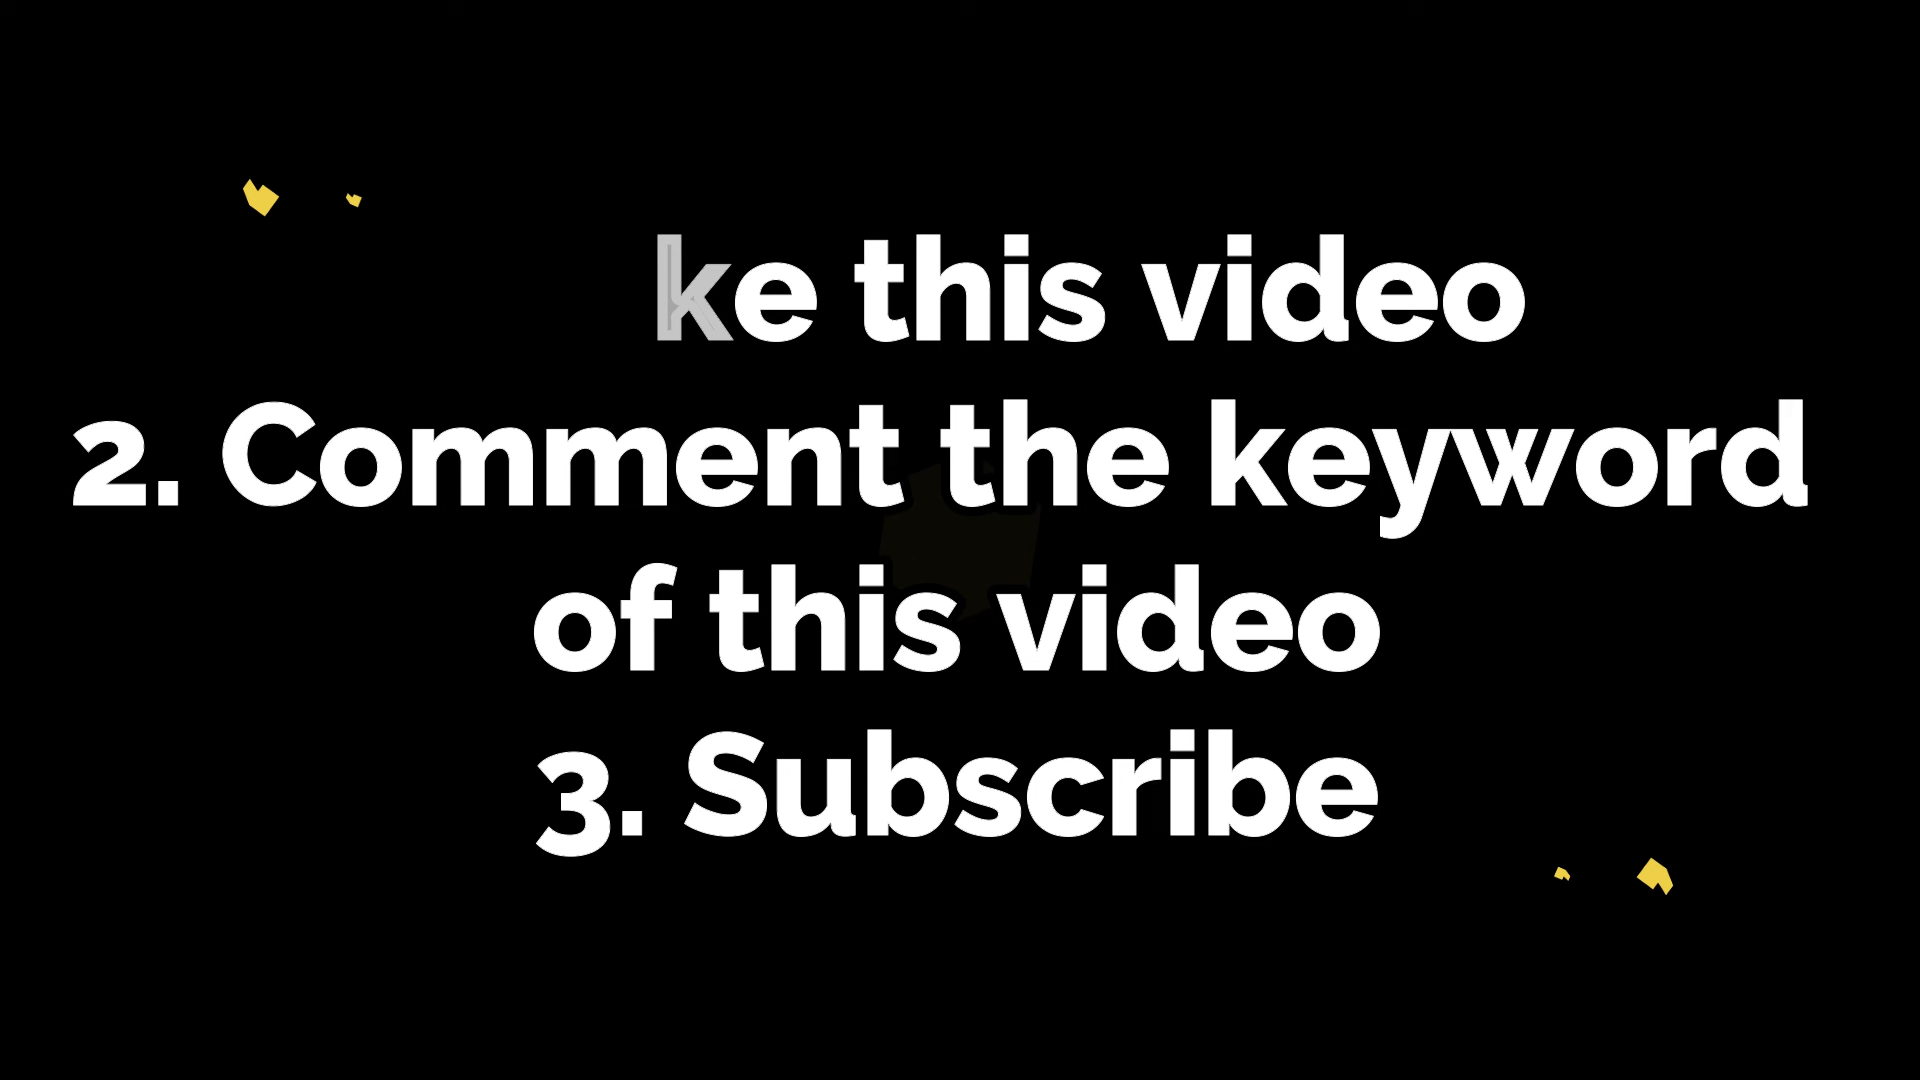 ke this video
2. Comment the keyword
of this video
3. Subscribe